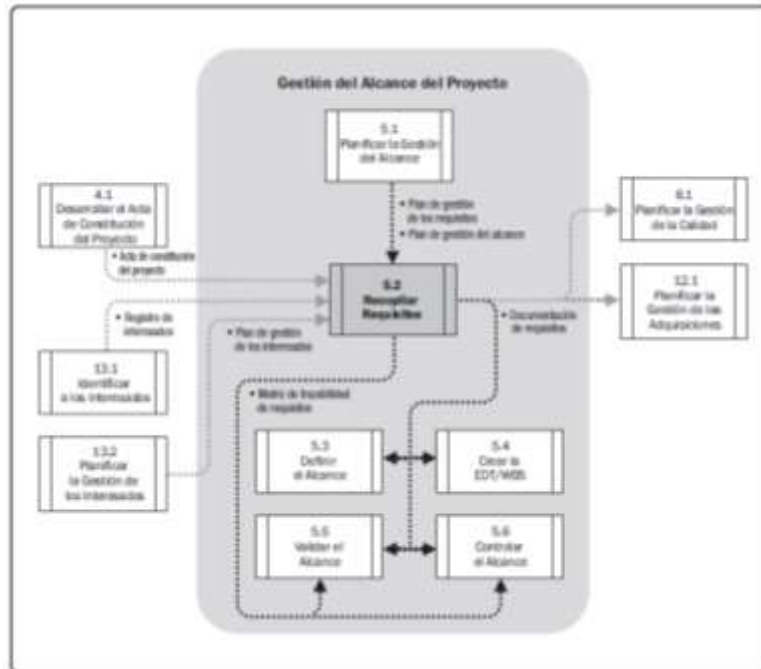 Gestión del Alcance del Proyecto
5.1
Planificar la Gestión
del Alcance
4.1
Desarrollar el Acta
de Constitución
del Proyecto
• Plan de gestión
de los requisitos
• Plan de gestión del alcance
8.1
Planificar la Gestión
de la Calidad
• Acta de constitución
del proyecto
5.2
Recopilar
Requisitos
12.1
Planificar la
Gestión de las
Adquisiciones
• Registro de
interesados
• Plan de gestión
de los interesados
• Documentación
de requisitos
13.1
Identificar
a los Interesados
• Matriz de trazabilidad
de requisitos
13.2
Planificar
la Gestión de
los Interesados
5.3
Definir
el Alcance
5.4
Crear la
EDT/WBS
5.5
Validar el
Alcance
5.6
Controlar
el Alcance